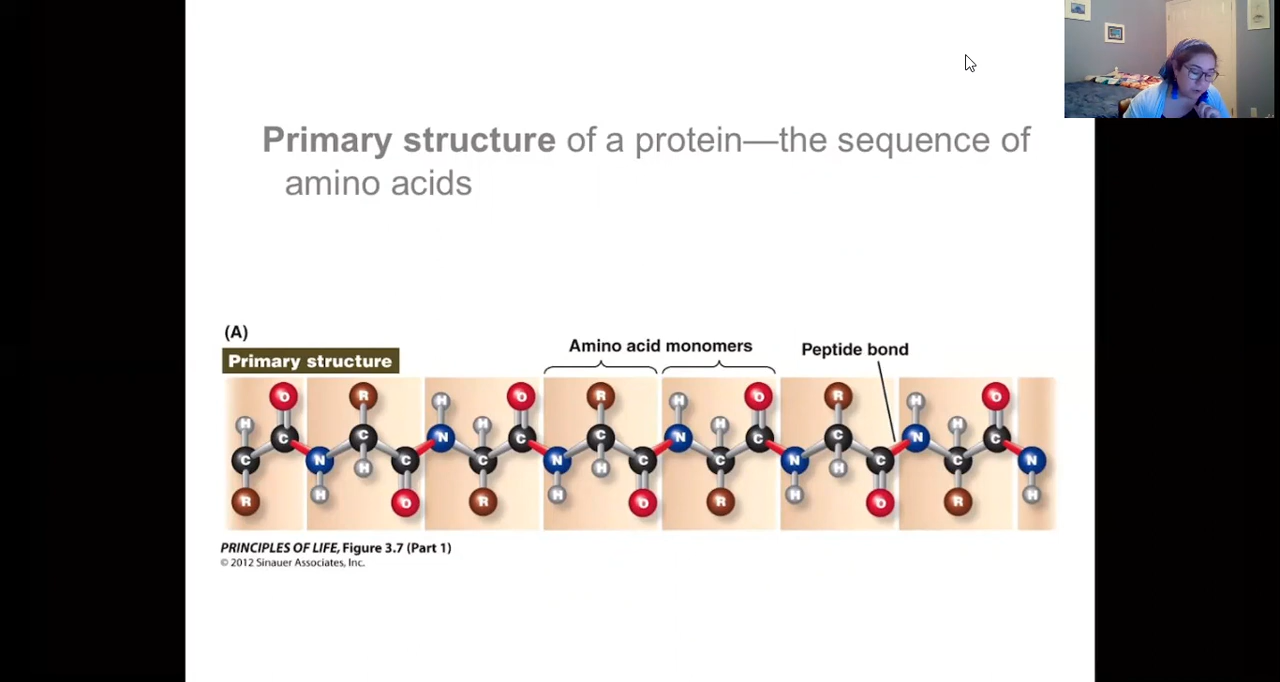 Primary structure of a protein—the sequence of
amino acids
(A)
Primary structure
Amino acid monomers
Peptide bond
O R H O R H O R H O
H C C H C H C H C N H C C N H C
C N H C N C H C N C H C N
R H O R H O R H O R H
PRINCIPLES OF LIFE, Figure 3.7 (Part 1)
© 2012 Sinauer Associates, Inc.